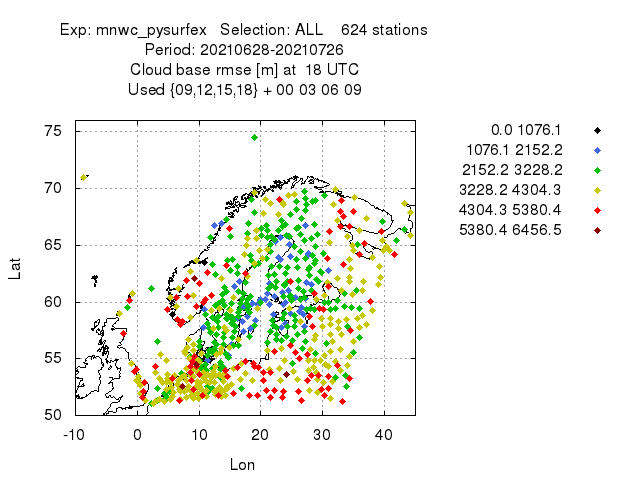 Exp: mnwc_pysurfex   Selection: ALL    624 stations
Period: 20210628-20210726
Cloud base rmse [m] at  18 UTC
Used {09,12,15,18} + 00 03 06 09
0.0 1076.1
1076.1 2152.2
2152.2 3228.2
3228.2 4304.3
4304.3 5380.4
5380.4 6456.5
75
70
65
60
55
50
Lat
-10 0 10 20 30 40
Lon